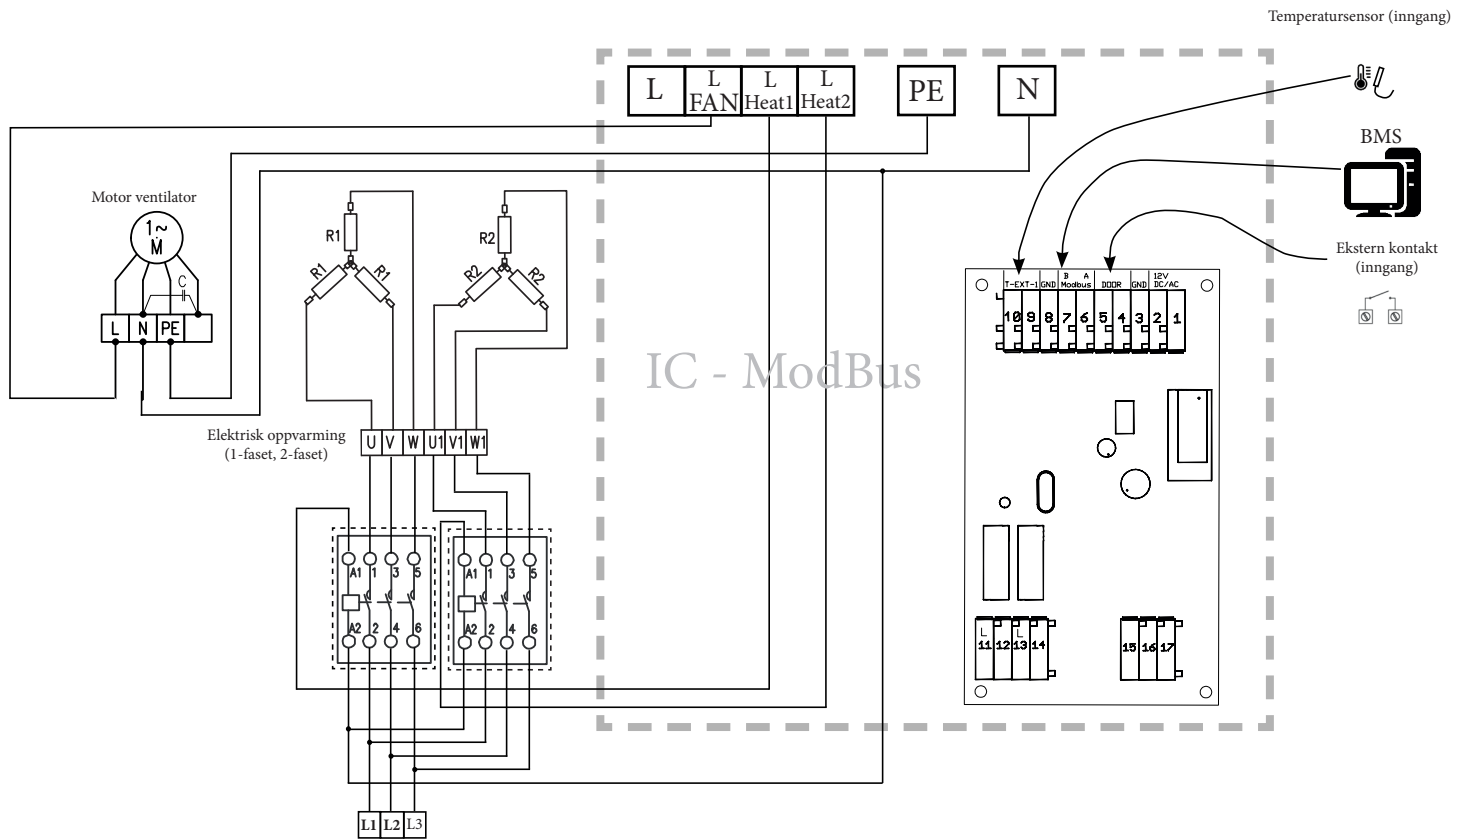 Temperatursensor (inngang)
L
L
FAN
L
Heat1
L
Heat2
PE
N
BMS
Motor ventilator
1~
M
C
L N PE
R1
R1
R1
R2
R2
R2
Ekstern kontakt
(inngang)
T-EXT-1 GND B A Modbus DOOR GND 12V DC/AC
10 9 8 7 6 5 4 3 2 1
IC - ModBus
Elektrisk oppvarming
(1-faset, 2-faset)
U V W U1 V1 W1
A1 1 3 5
A2 2 4 6
A1 1 3 5
A2 2 4 6
L L
11 12 13 14
15 16 17
L1 L2 L3